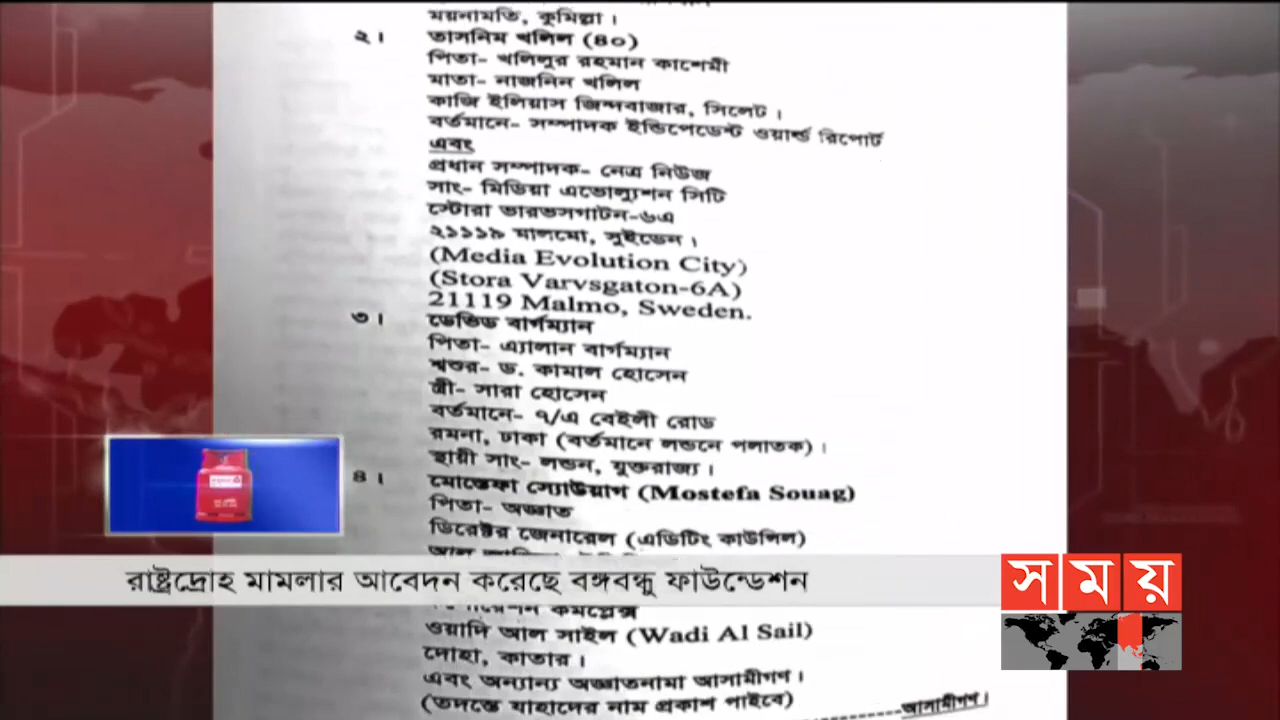 ময়নামতি, কুমিল্লা।
২। তাসনিম খলিল (৪০)
পিতা- খলিলুর রহমান কাশেমী
মাতা- নাজনিন খলিল
কাজি ইলিয়াস জিন্দবাজার, সিলেট।
বর্তমানে- সম্পাদক ইন্ডিপেডেন্ট ওয়ার্ল্ড রিপোর্ট
এবং
প্রধান সম্পাদক- নেত্র নিউজ
সাং- মিডিয়া এভোল্যুশন সিটি
স্টোরা ভারভসগাটন-৬এ
২১১১৯ মালমো, সুইডেন।
(Media Evolution City)
(Stora Varvsgaton-6A)
21119 Malmo, Sweden.
৩। ডেভিড বার্গম্যান
পিতা- এ্যালান বার্গম্যান
শ্বশুর- ড. কামাল হোসেন
স্ত্রী- সারা হোসেন
বর্তমানে- ৭/এ বেইলী রোড
রমনা, ঢাকা (বর্তমানে লন্ডনে পলাতক)।
স্থায়ী সাং- লন্ডন, যুক্তরাজ্য।
৪। মোস্তেফা স্যোউয়াগ (Mostefa Souag)
পিতা- অজ্ঞাত
ডিরেক্টর জেনারেল (এডিটিং কাউন্সিল)
রাষ্ট্রদ্রোহ মামলার আবেদন করেছে বঙ্গবন্ধু ফাউন্ডেশন
সময়
কমপ্লেক্স
ওয়াদি আল সাইল (Wadi Al Sail)
দোহা, কাতার।
এবং অন্যান্য অজ্ঞাতনামা আসামীগণ।
(তদন্তে যাহাদের নাম প্রকাশ পাইবে)
----------আসামীগণ।